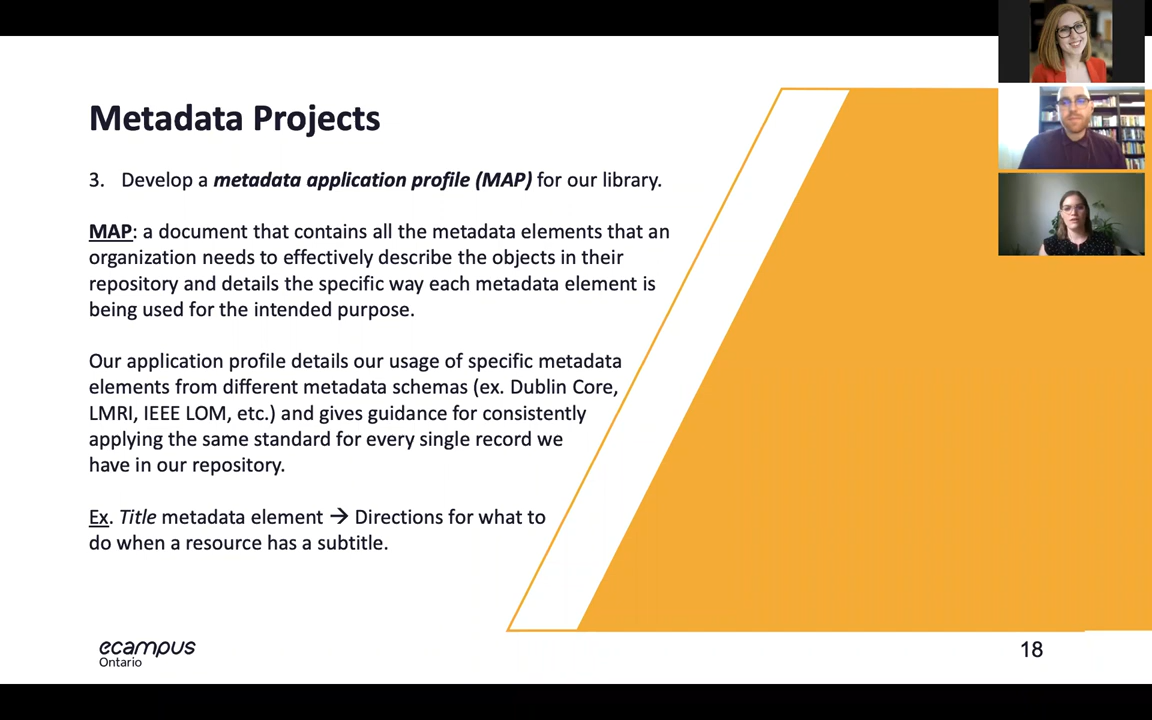 Metadata Projects
3. Develop a metadata application profile (MAP) for our library.
MAP: a document that contains all the metadata elements that an
organization needs to effectively describe the objects in their
repository and details the specific way each metadata element is
being used for the intended purpose.
Our application profile details our usage of specific metadata
elements from different metadata schemas (ex. Dublin Core,
LMRI, IEEE LOM, etc.) and gives guidance for consistently
applying the same standard for every single record we
have in our repository.
Ex. Title metadata element → Directions for what to
do when a resource has a subtitle.
ecampus
Ontario
18